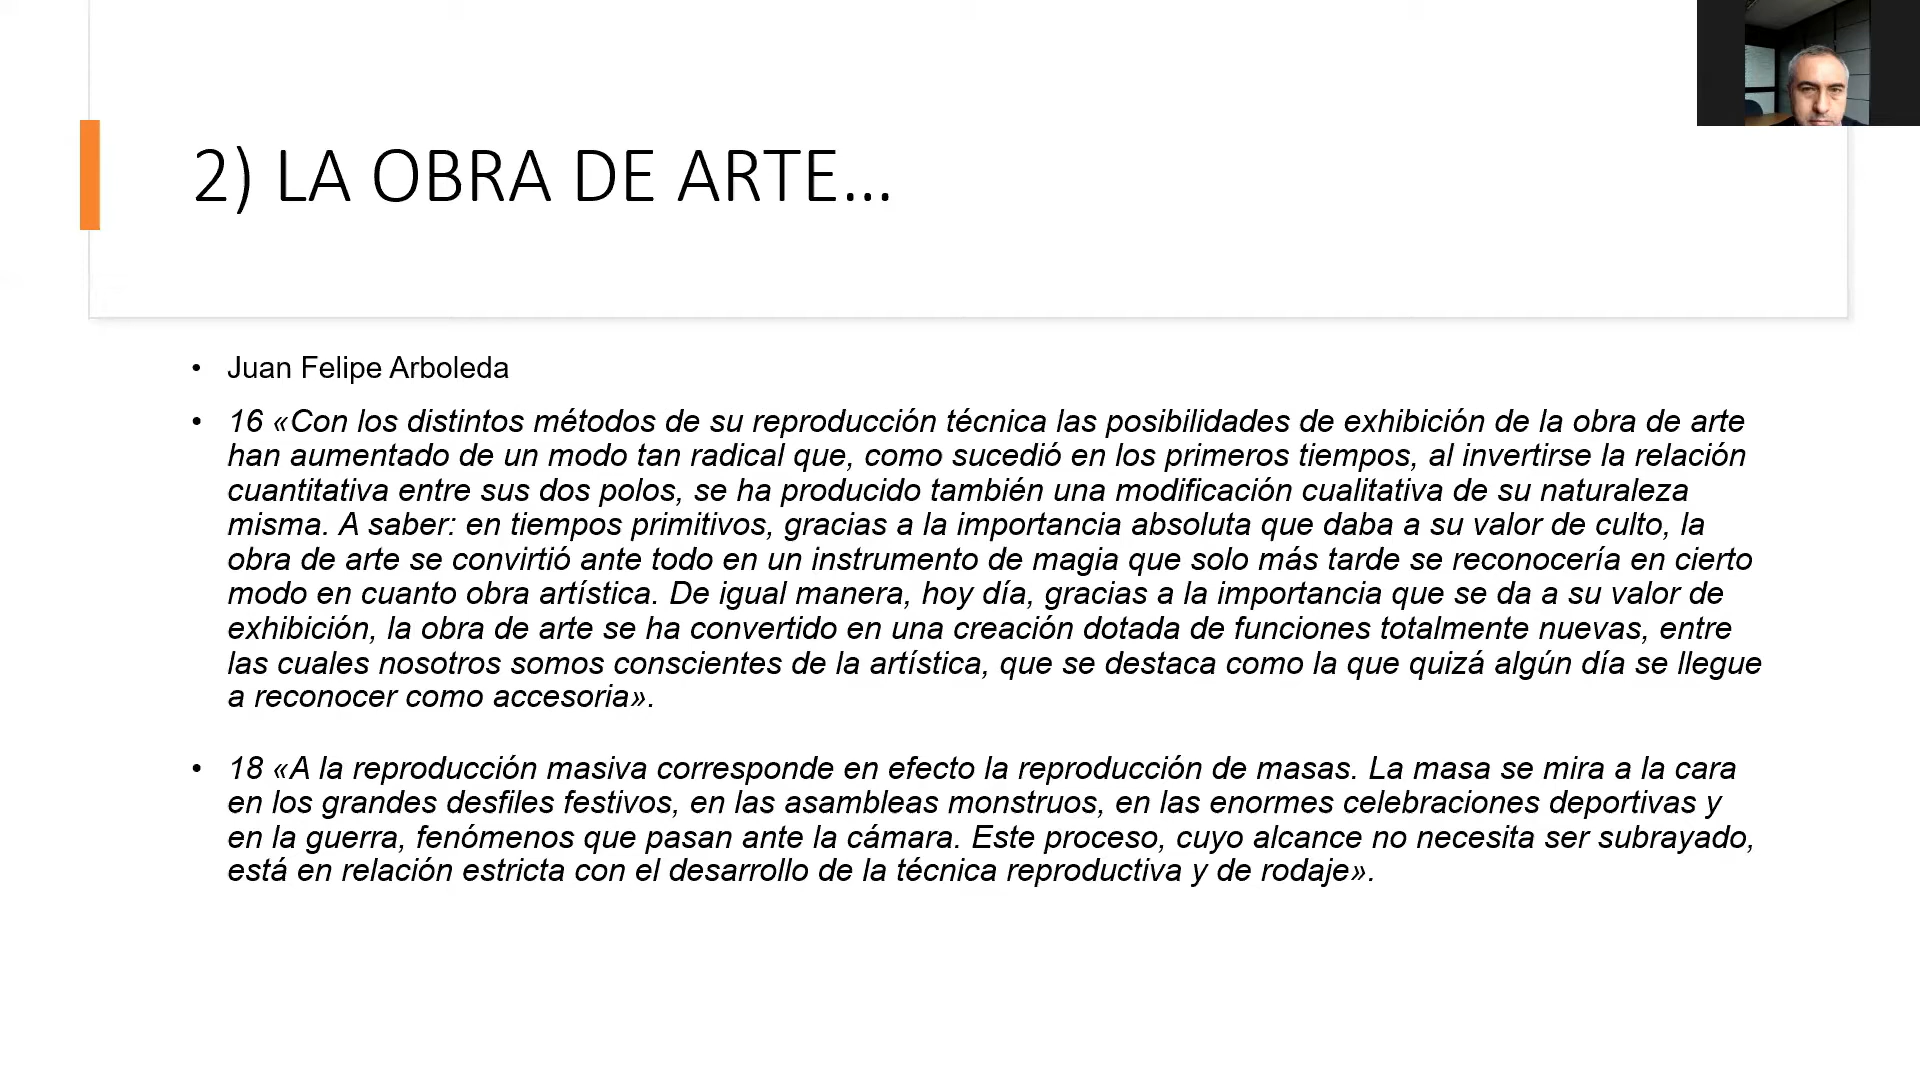 2) LA OBRA DE ARTE...
• Juan Felipe Arboleda
• 16 «Con los distintos métodos de su reproducción técnica las posibilidades de exhibición de la obra de arte
han aumentado de un modo tan radical que, como sucedió en los primeros tiempos, al invertirse la relación
cuantitativa entre sus dos polos, se ha producido también una modificación cualitativa de su naturaleza
misma. A saber: en tiempos primitivos, gracias a la importancia absoluta que daba a su valor de culto, la
obra de arte se convirtió ante todo en un instrumento de magia que solo más tarde se reconocería en cierto
modo en cuanto obra artística. De igual manera, hoy día, gracias a la importancia que se da a su valor de
exhibición, la obra de arte se ha convertido en una creación dotada de funciones totalmente nuevas, entre
las cuales nosotros somos conscientes de la artística, que se destaca como la que quizá algún día se llegue
a reconocer como accesoria».
• 18 «A la reproducción masiva corresponde en efecto la reproducción de masas. La masa se mira a la cara
en los grandes desfiles festivos, en las asambleas monstruos, en las enormes celebraciones deportivas y
en la guerra, fenómenos que pasan ante la cámara. Este proceso, cuyo alcance no necesita ser subrayado,
está en relación estricta con el desarrollo de la técnica reproductiva y de rodaje».